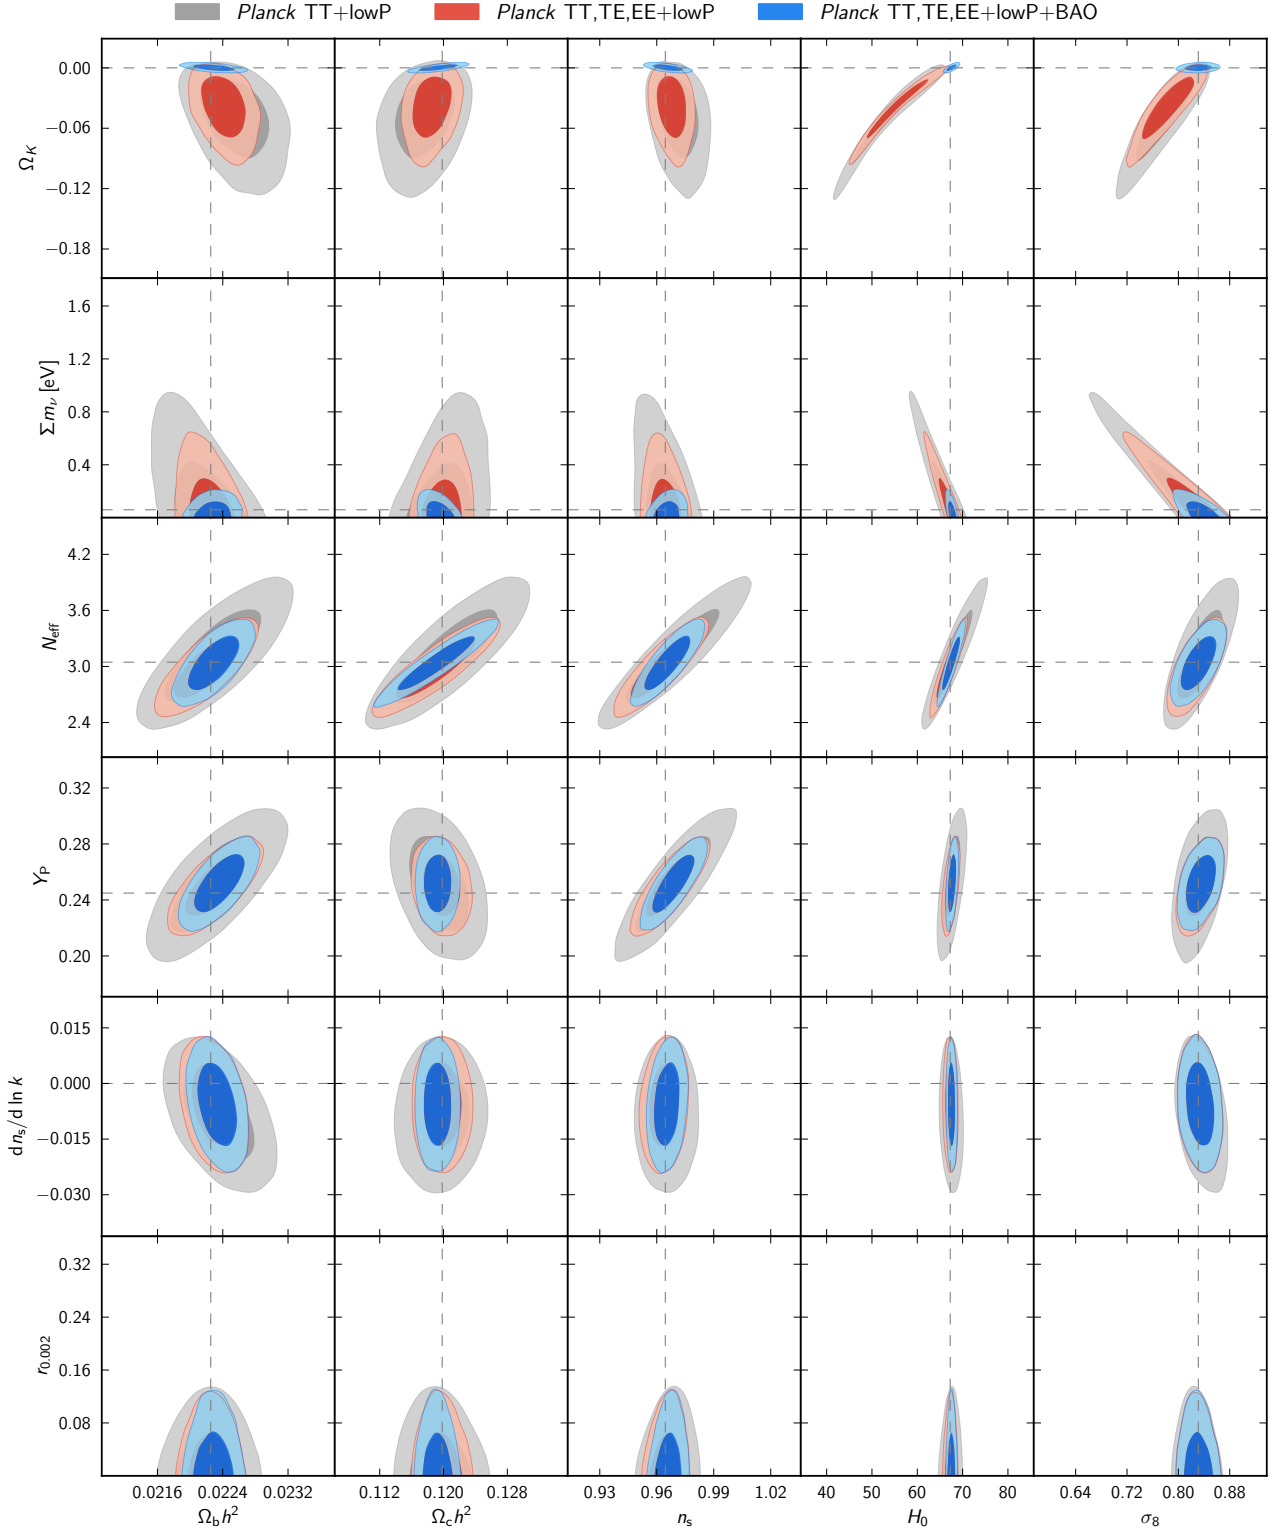 Planck TT+lowP Planck TT,TE,EE+lowP Planck TT,TE,EE+lowP+BAO
0.00
−0.06
−0.12
−0.18
Ω_K
1.6
1.2
0.8
0.4
Σm_ν [eV]
4.2
3.6
3.0
2.4
N_eff
0.32
0.28
0.24
0.20
Y_P
0.015
0.000
−0.015
−0.030
dn_s/d ln k
0.32
0.24
0.16
0.08
r_0.002
0.0216 0.0224 0.0232 0.112 0.120 0.128 0.93 0.96 0.99 1.02 40 50 60 70 80 0.64 0.72 0.80 0.88
Ω_b h² Ω_c h² n_s H_0 σ_8